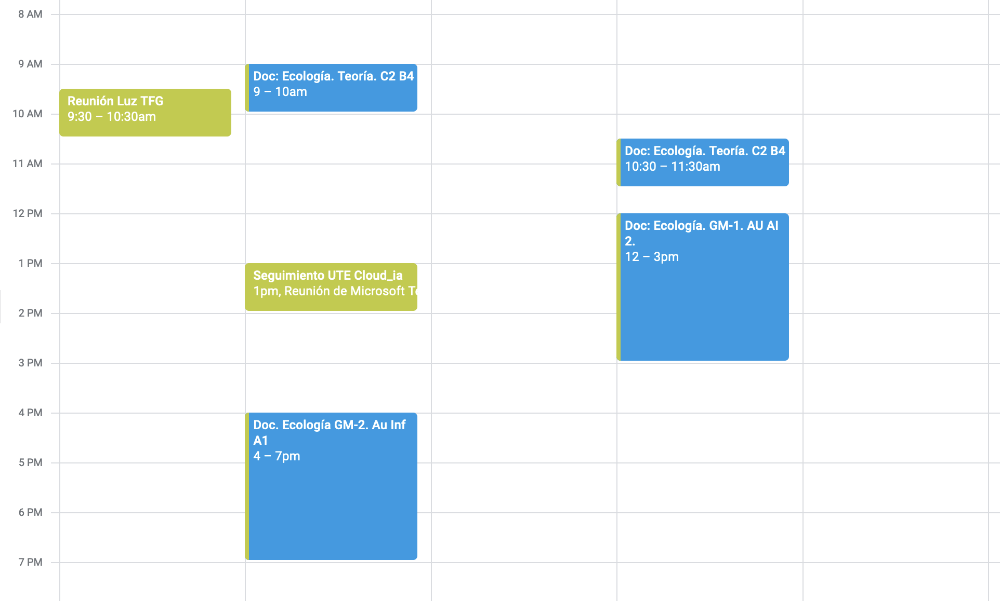 8 AM
9 AM
10 AM
11 AM
12 PM
1 PM
2 PM
3 PM
4 PM
5 PM
6 PM
7 PM
Reunión Luz TFG
9:30 – 10:30am
Doc: Ecología. Teoría. C2 B4
9 – 10am
Seguimiento UTE Cloud_ia
1pm, Reunión de Microsoft
Doc. Ecología GM-2. Au Inf
A1
4 – 7pm
Doc: Ecología. Teoría. C2 B4
10:30 – 11:30am
Doc: Ecología. GM-1. AU AI
2.
12 – 3pm